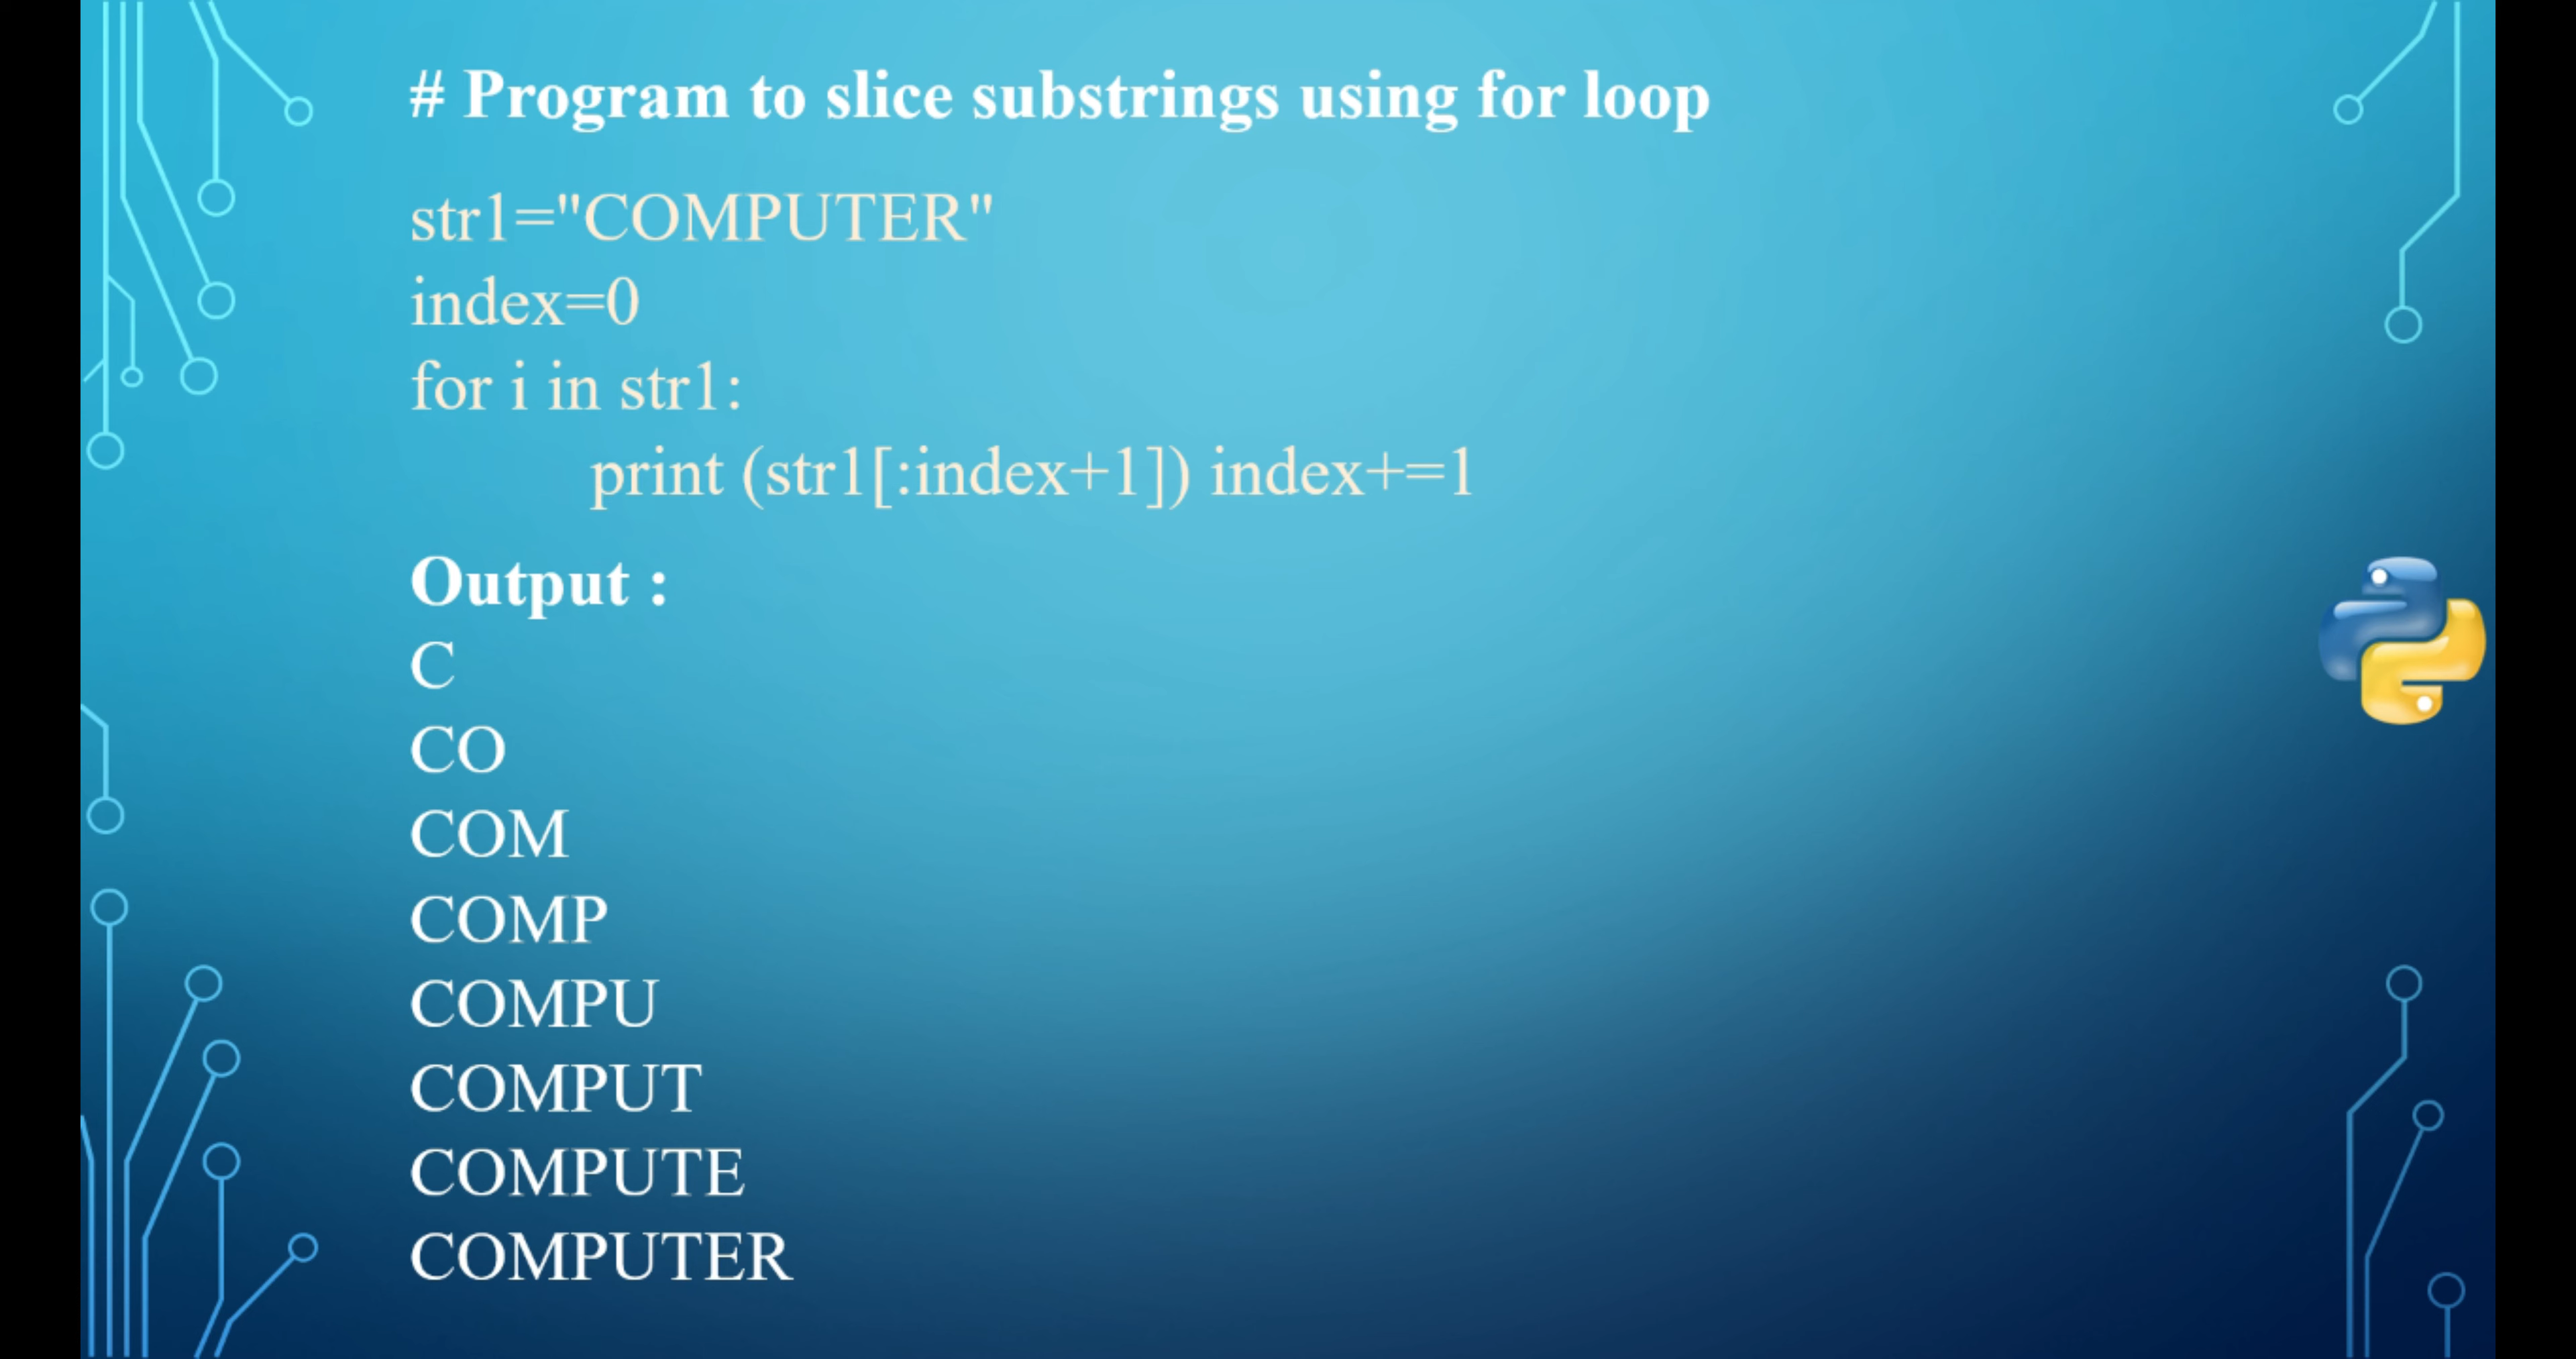 # Program to slice substrings using for loop
str1="COMPUTER"
index=0
for i in str1:
print (str1[:index+1]) index+=1
Output :
C
CO
COM
COMP
COMPU
COMPUT
COMPUTE
COMPUTER